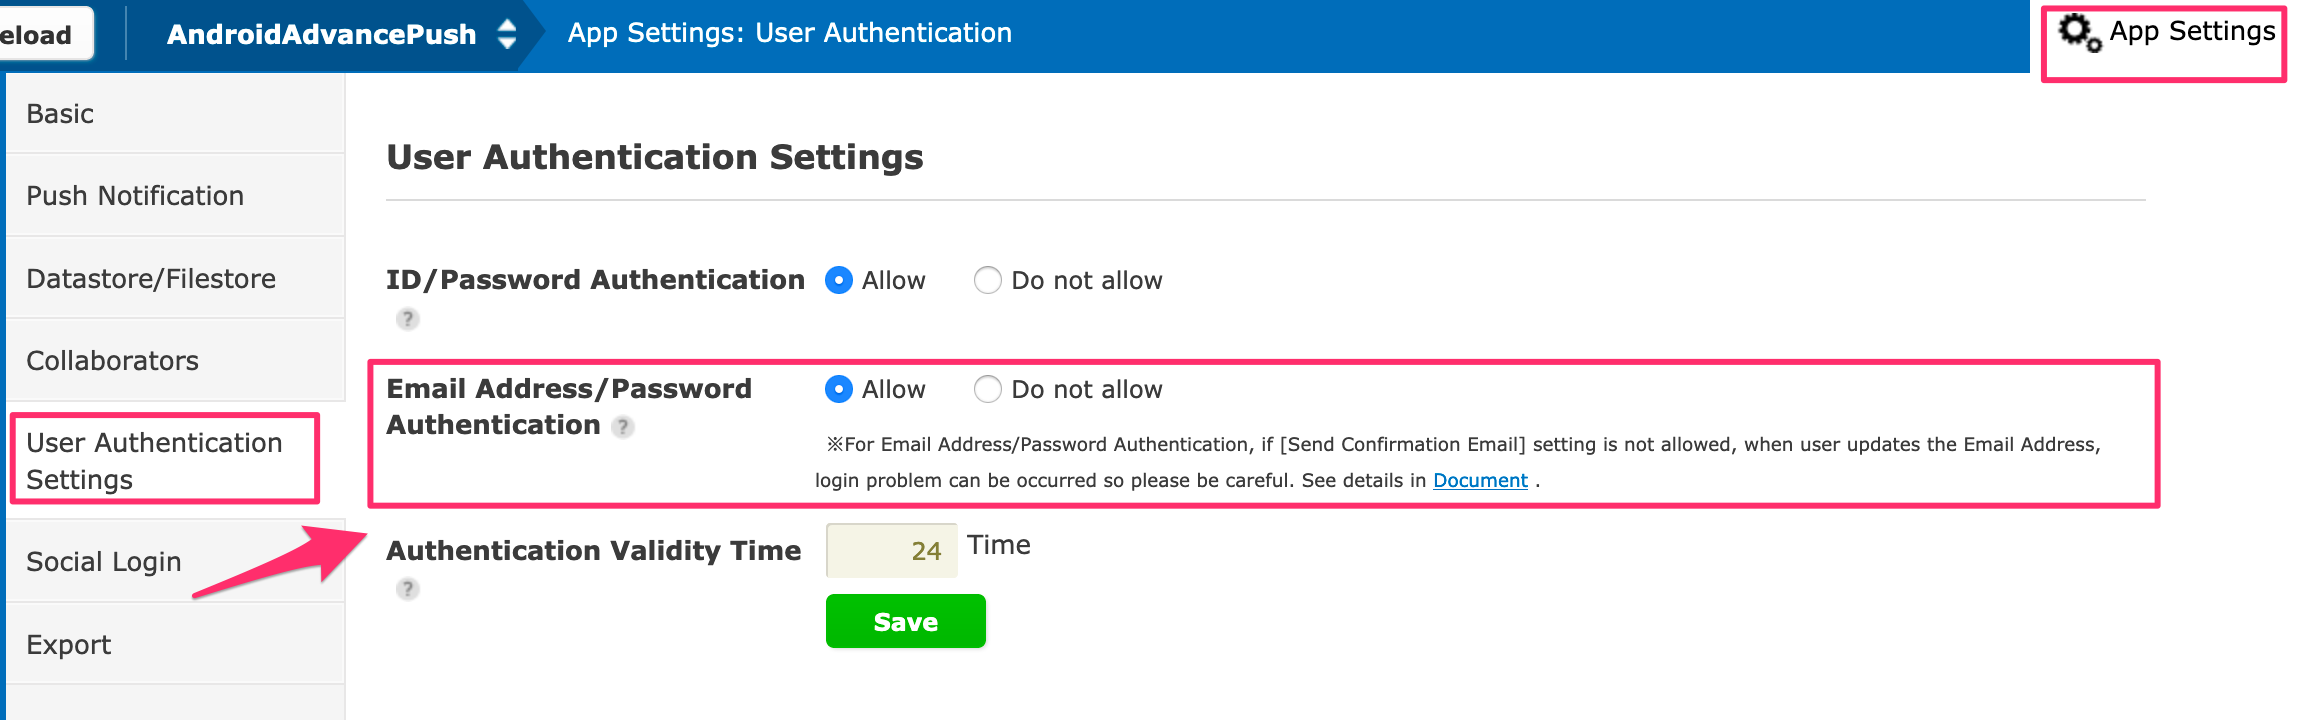 eload
AndroidAdvancePush
App Settings: User Authentication
App Settings
Basic
Push Notification
Datastore/Filestore
Collaborators
User Authentication
Settings
Social Login
Export
User Authentication Settings
ID/Password Authentication
Allow
Do not allow
?
Email Address/Password
Authentication ?
Allow
Do not allow
※For Email Address/Password Authentication, if [Send Confirmation Email] setting is not allowed, when user updates the Email Address,
login problem can be occurred so please be careful. See details in Document .
Authentication Validity Time
24 Time
?
Save